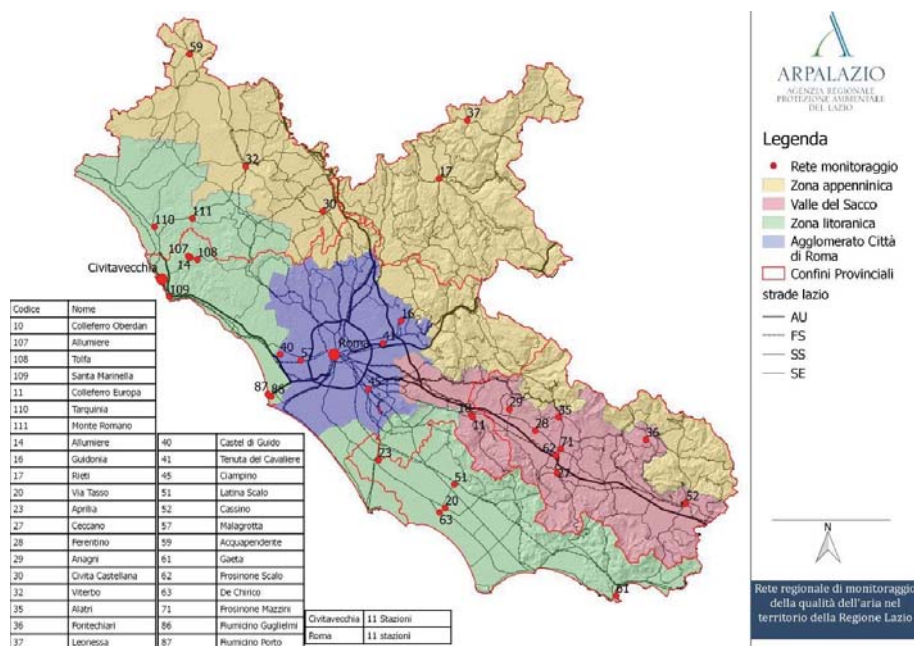 ARPALAZIO
AGENZIA REGIONALE
PROTEZIONE AMBIENTALE
DEL LAZIO
Legenda
Rete monitoraggio
Zona appenninica
Valle del Sacco
Zona litoranica
Agglomerato Città
di Roma
Confini Provinciali
strade lazio
AU
FS
SS
SE
N
Rete regionale di monitoraggio
della qualità dell'aria nel
territorio della Regione Lazio
59
37
32
17
30
111
110
107
108
14
Civitavecchia
109
16
41
Roma
40
57
87
86
45
10
11
29
35
28
36
71
62
27
23
51
52
20
63
61
Codice Nome
10 Colleferro Oberdan
107 Allumiere
108 Tolfa
109 Santa Marinella
11 Colleferro Europa
110 Tarquinia
111 Monte Romano
14 Allumiere 40 Castel di Guido
16 Guidonia 41 Tenuta del Cavaliere
17 Rieti 45 Ciampino
20 Via Tasso 51 Latina Scalo
23 Aprilia 52 Cassino
27 Ceccano 57 Malagrotta
28 Ferentino 59 Acquapendente
29 Anagni 61 Gaeta
30 Civita Castellana 62 Frosinone Scalo
32 Viterbo 63 De Chirico
35 Alatri 71 Frosinone Mazzini
36 Fontechiari 86 Fiumicino Guglielmi
37 Leonessa 87 Fiumicino Porto
Civitavecchia 11 Stazioni
Roma 11 stazioni